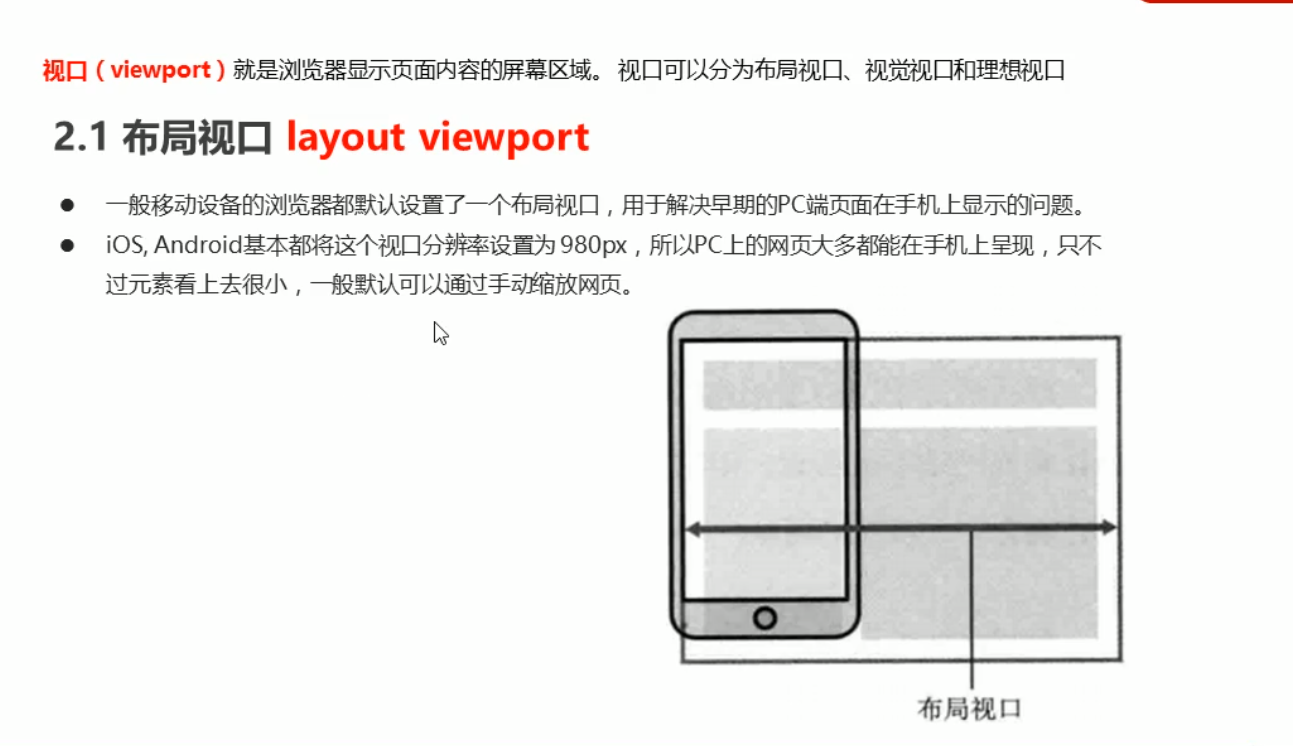 视口（viewport）就是浏览器显示页面内容的屏幕区域。 视口可以分为布局视口、视觉视口和理想视口
2.1 布局视口 layout viewport
● 一般移动设备的浏览器都默认设置了一个布局视口，用于解决早期的PC端页面在手机上显示的问题。
● iOS, Android基本都将这个视口分辨率设置为 980px，所以PC上的网页大多都能在手机上呈现，只不
过元素看上去很小，一般默认可以通过手动缩放网页。
布局视口